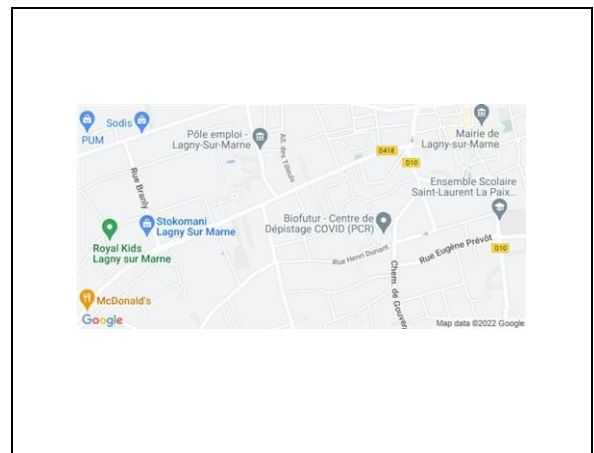 Sodis
PUM
Pôle emploi -
Lagny-Sur-Marne
All. des Tilleuls
D418
D10
Mairie de
Lagny-sur-Marne
Ensemble Scolaire
Saint-Laurent La Paix...
Rue Branly
Stokomani
Lagny Sur Marne
Biofutur - Centre de
Dépistage COVID (PCR)
Royal Kids
Lagny sur Marne
Rue Henri Dunant
Rue Eugène Prévôt
D10
Chem. de Gouver
McDonald's
Google
Map data ©2022 Google